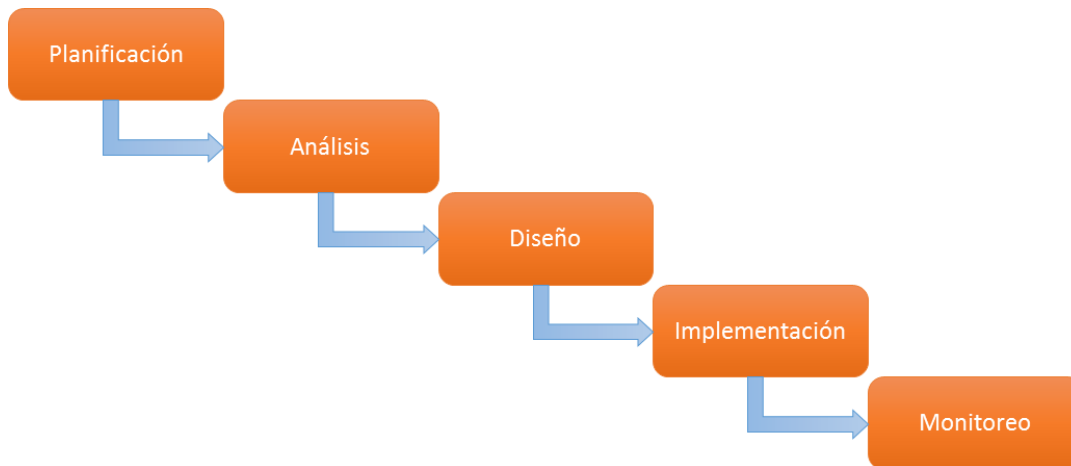 Planificación
Análisis
Diseño
Implementación
Monitoreo